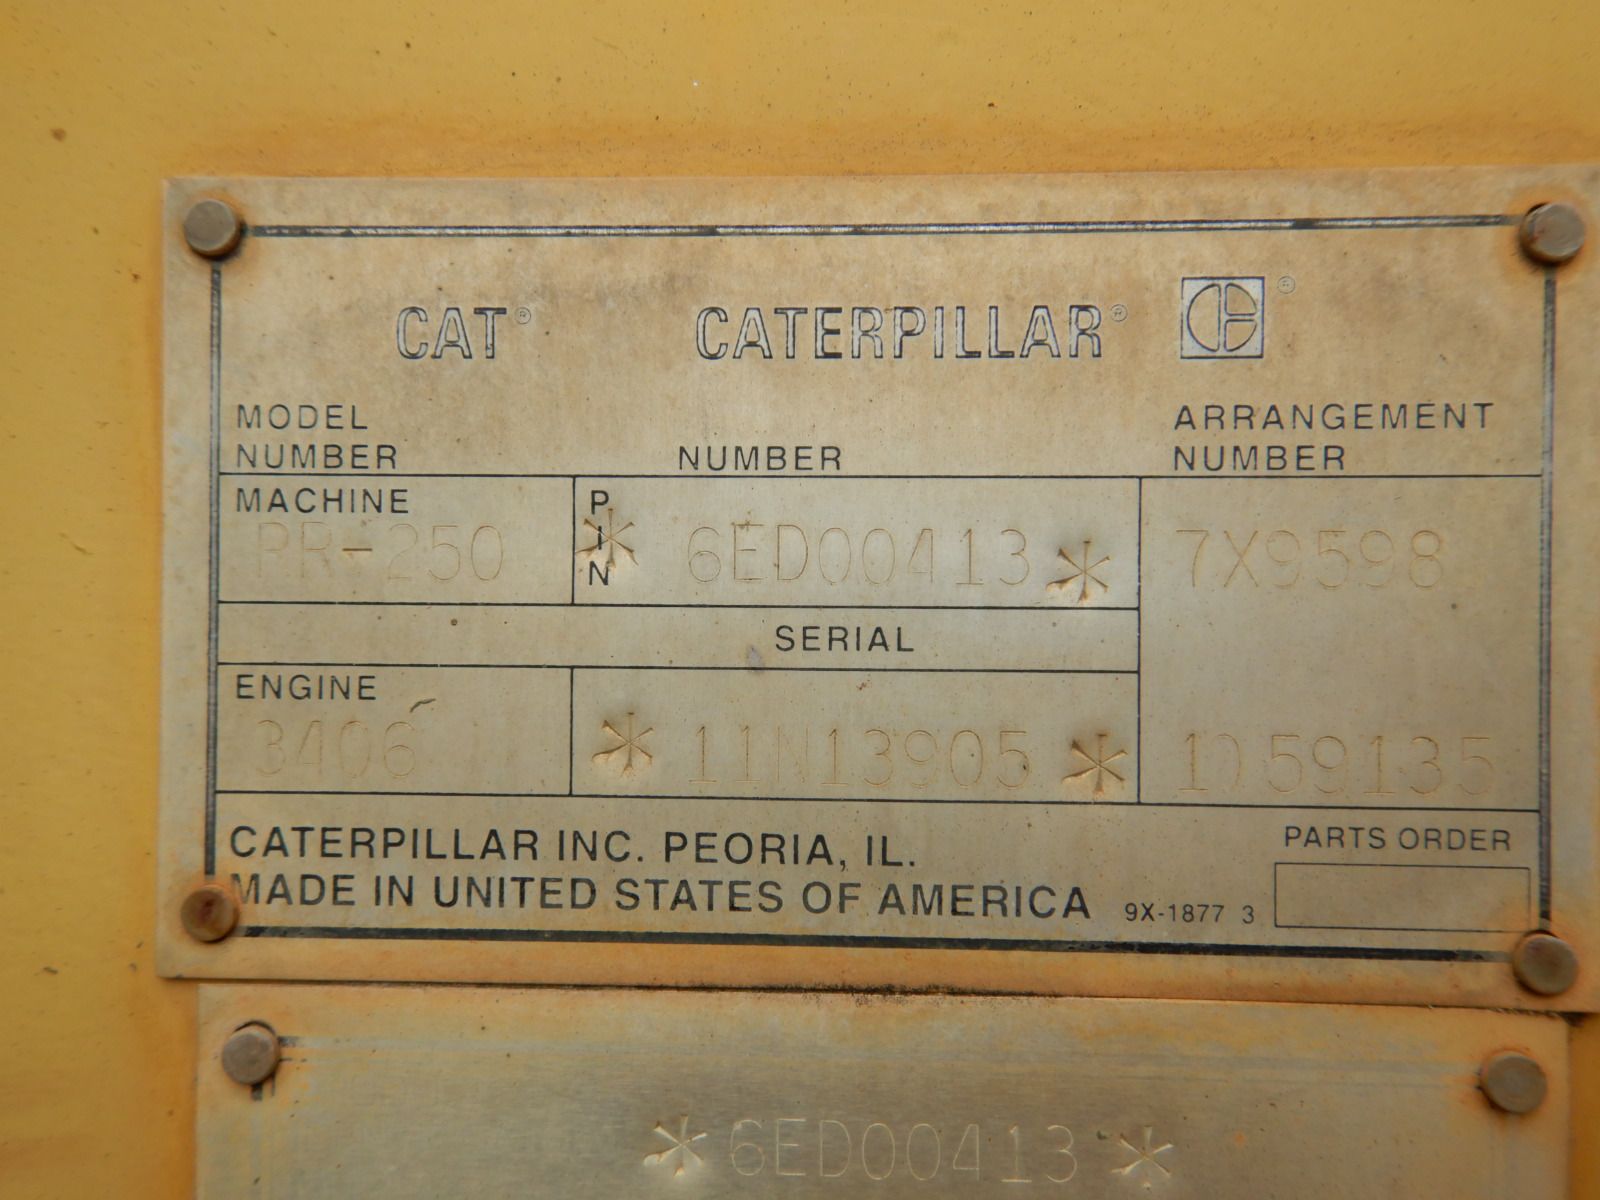 CAT® CATERPILLAR® ®
MODEL NUMBER NUMBER ARRANGEMENT NUMBER
MACHINE PIN
PR-250 * 6ED00413 * 7X9598
SERIAL
ENGINE
3406 * 11N13905 * 1059135
CATERPILLAR INC. PEORIA, IL. PARTS ORDER
MADE IN UNITED STATES OF AMERICA 9X-1877 3
* 6ED00413 *